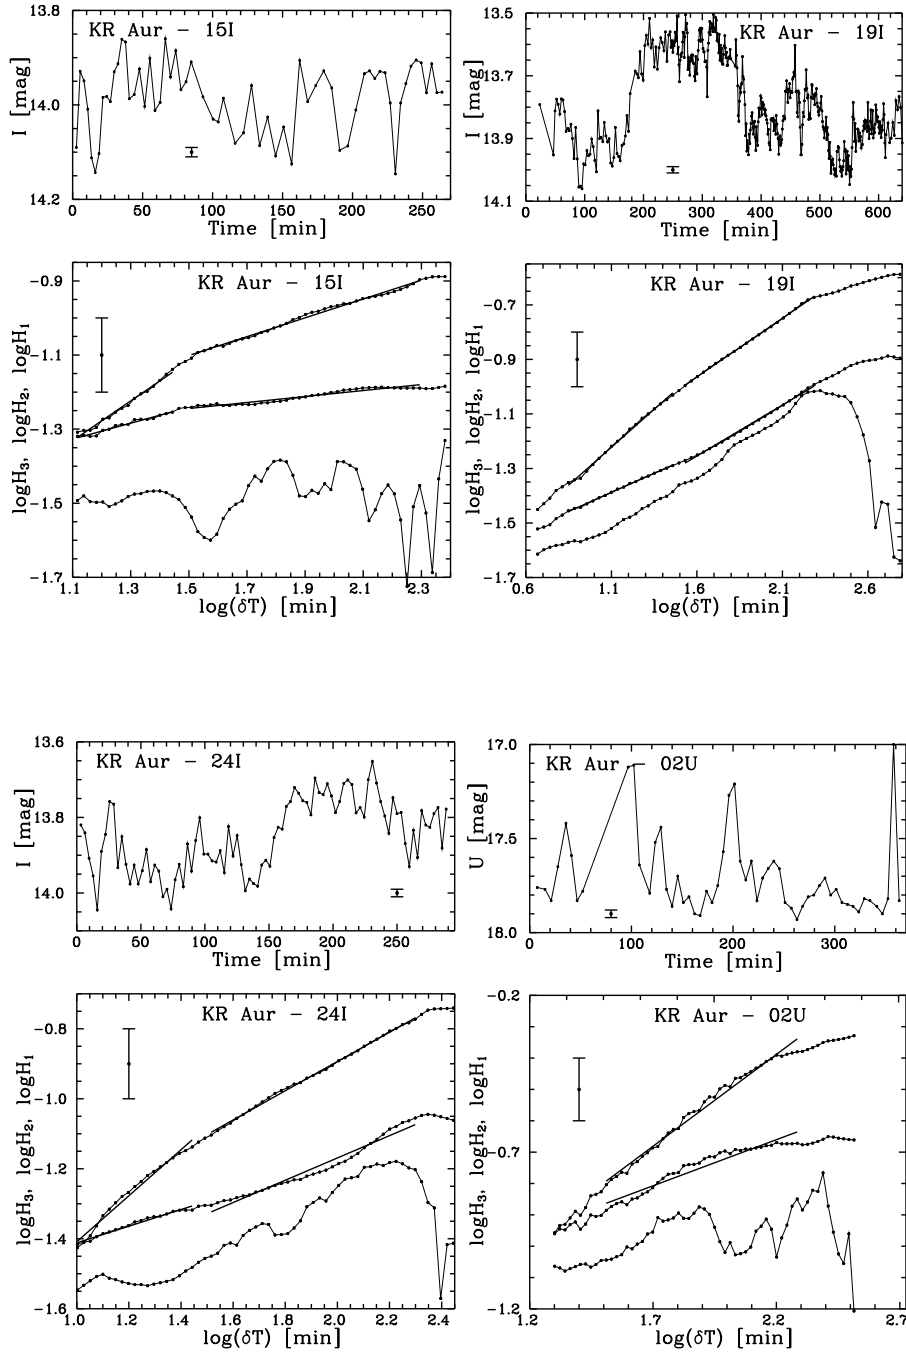 KR Aur – 15I
I [mag]
13.8
14.0
14.2
0 50 100 150 200 250
Time [min]
KR Aur – 19I
I [mag]
13.5
13.7
13.9
14.1
0 100 200 300 400 500 600
Time [min]
KR Aur – 15I
logH3, logH2, logH1
−0.9
−1.1
−1.3
−1.5
−1.7
1.1 1.3 1.5 1.7 1.9 2.1 2.3
log(δT) [min]
KR Aur – 19I
logH3, logH2, logH1
−0.7
−0.9
−1.1
−1.3
−1.5
−1.7
0.6 1.1 1.6 2.1 2.6
log(δT) [min]
KR Aur – 24I
I [mag]
13.6
13.8
14.0
0 50 100 150 200 250
Time [min]
KR Aur – 02U
U [mag]
17.0
17.5
18.0
0 100 200 300
Time [min]
KR Aur – 24I
logH3, logH2, logH1
−0.8
−1.0
−1.2
−1.4
−1.6
1.0 1.2 1.4 1.6 1.8 2.0 2.2 2.4
log(δT) [min]
KR Aur – 02U
logH3, logH2, logH1
−0.2
−0.7
−1.2
1.2 1.7 2.2 2.7
log(δT) [min]